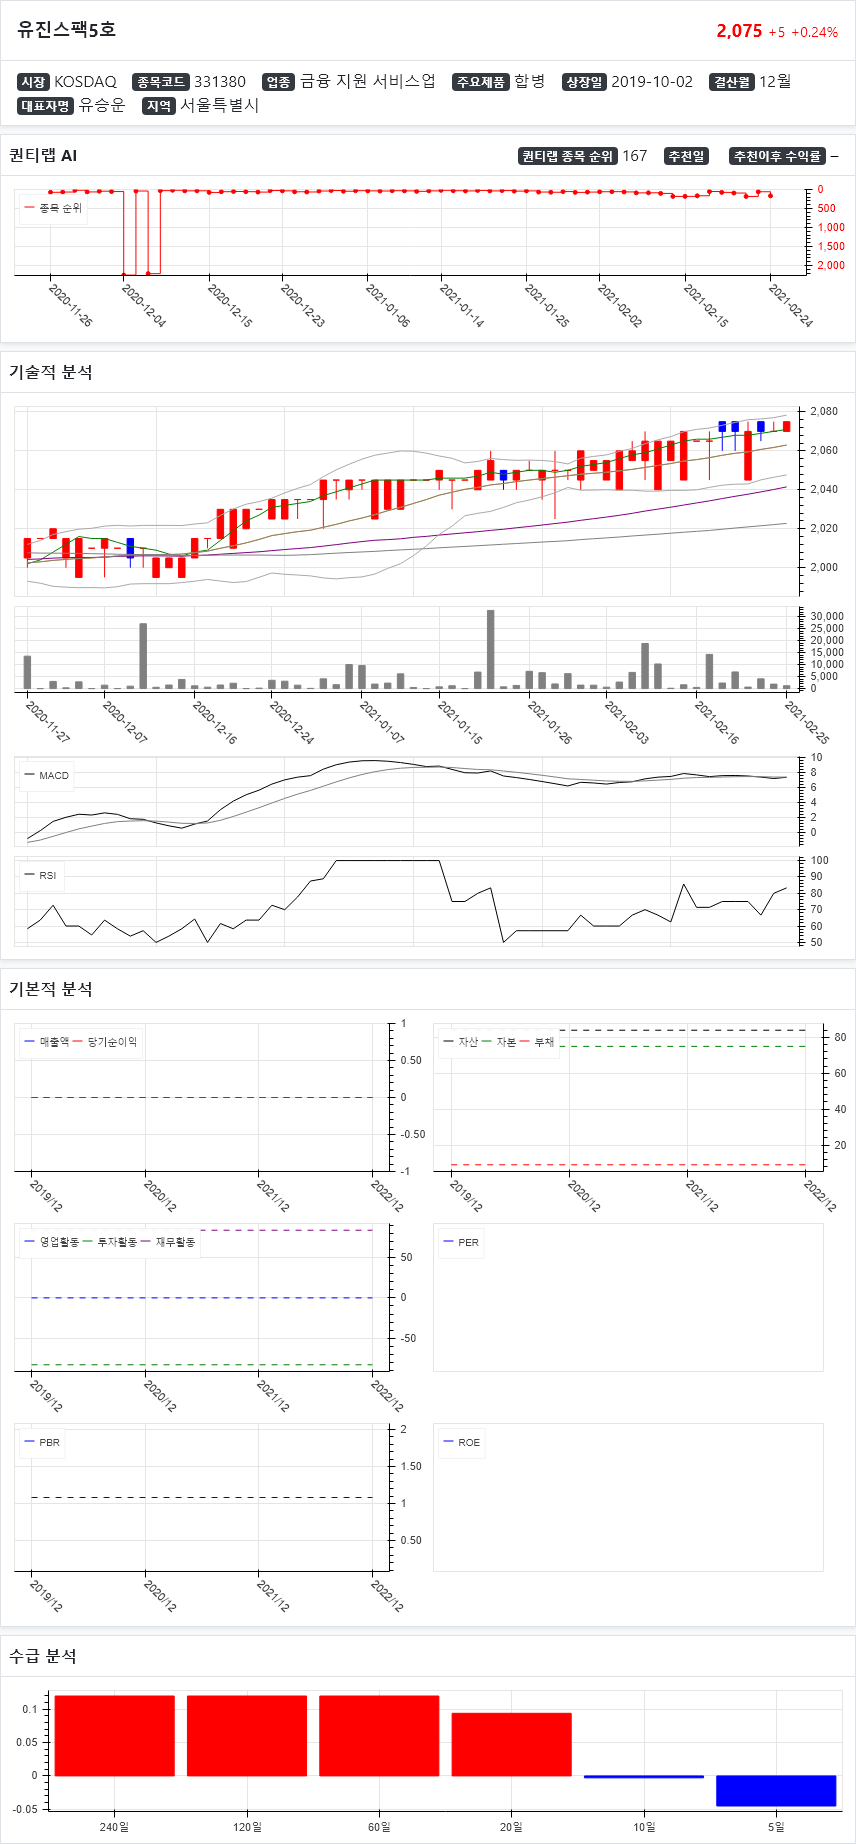 유진스팩5호
2,075 +5 +0.24%
시장 KOSDAQ 종목코드 331380 업종 금융 지원 서비스업 주요제품 합병 상장일 2019-10-02 결산월 12월
대표자명 유승운 지역 서울특별시
퀀티랩 AI
퀀티랩 종목 순위 167 추천일 추천이후 수익률 –
종목 순위
0
500
1,000
1,500
2,000
2020-11-26 2020-12-04 2020-12-15 2020-12-23 2021-01-06 2021-01-14 2021-01-25 2021-02-02 2021-02-15 2021-02-24
기술적 분석
2,080
2,060
2,040
2,020
2,000
30,000
25,000
20,000
15,000
10,000
5,000
0
2020-11-27 2020-12-07 2020-12-16 2020-12-24 2021-01-07 2021-01-15 2021-01-26 2021-02-03 2021-02-16 2021-02-25
MACD
10
8
6
4
2
0
RSI
100
90
80
70
60
50
기본적 분석
매출액 당기순이익
1
0.50
0
-0.50
-1
2019/12 2020/12 2021/12 2022/12
자산 자본 부채
80
60
40
20
2019/12 2020/12 2021/12 2022/12
영업활동 투자활동 재무활동
50
0
-50
2019/12 2020/12 2021/12 2022/12
PER
PBR
2
1.50
1
0.50
2019/12 2020/12 2021/12 2022/12
ROE
수급 분석
0.1
0.05
0
-0.05
240일 120일 60일 20일 10일 5일